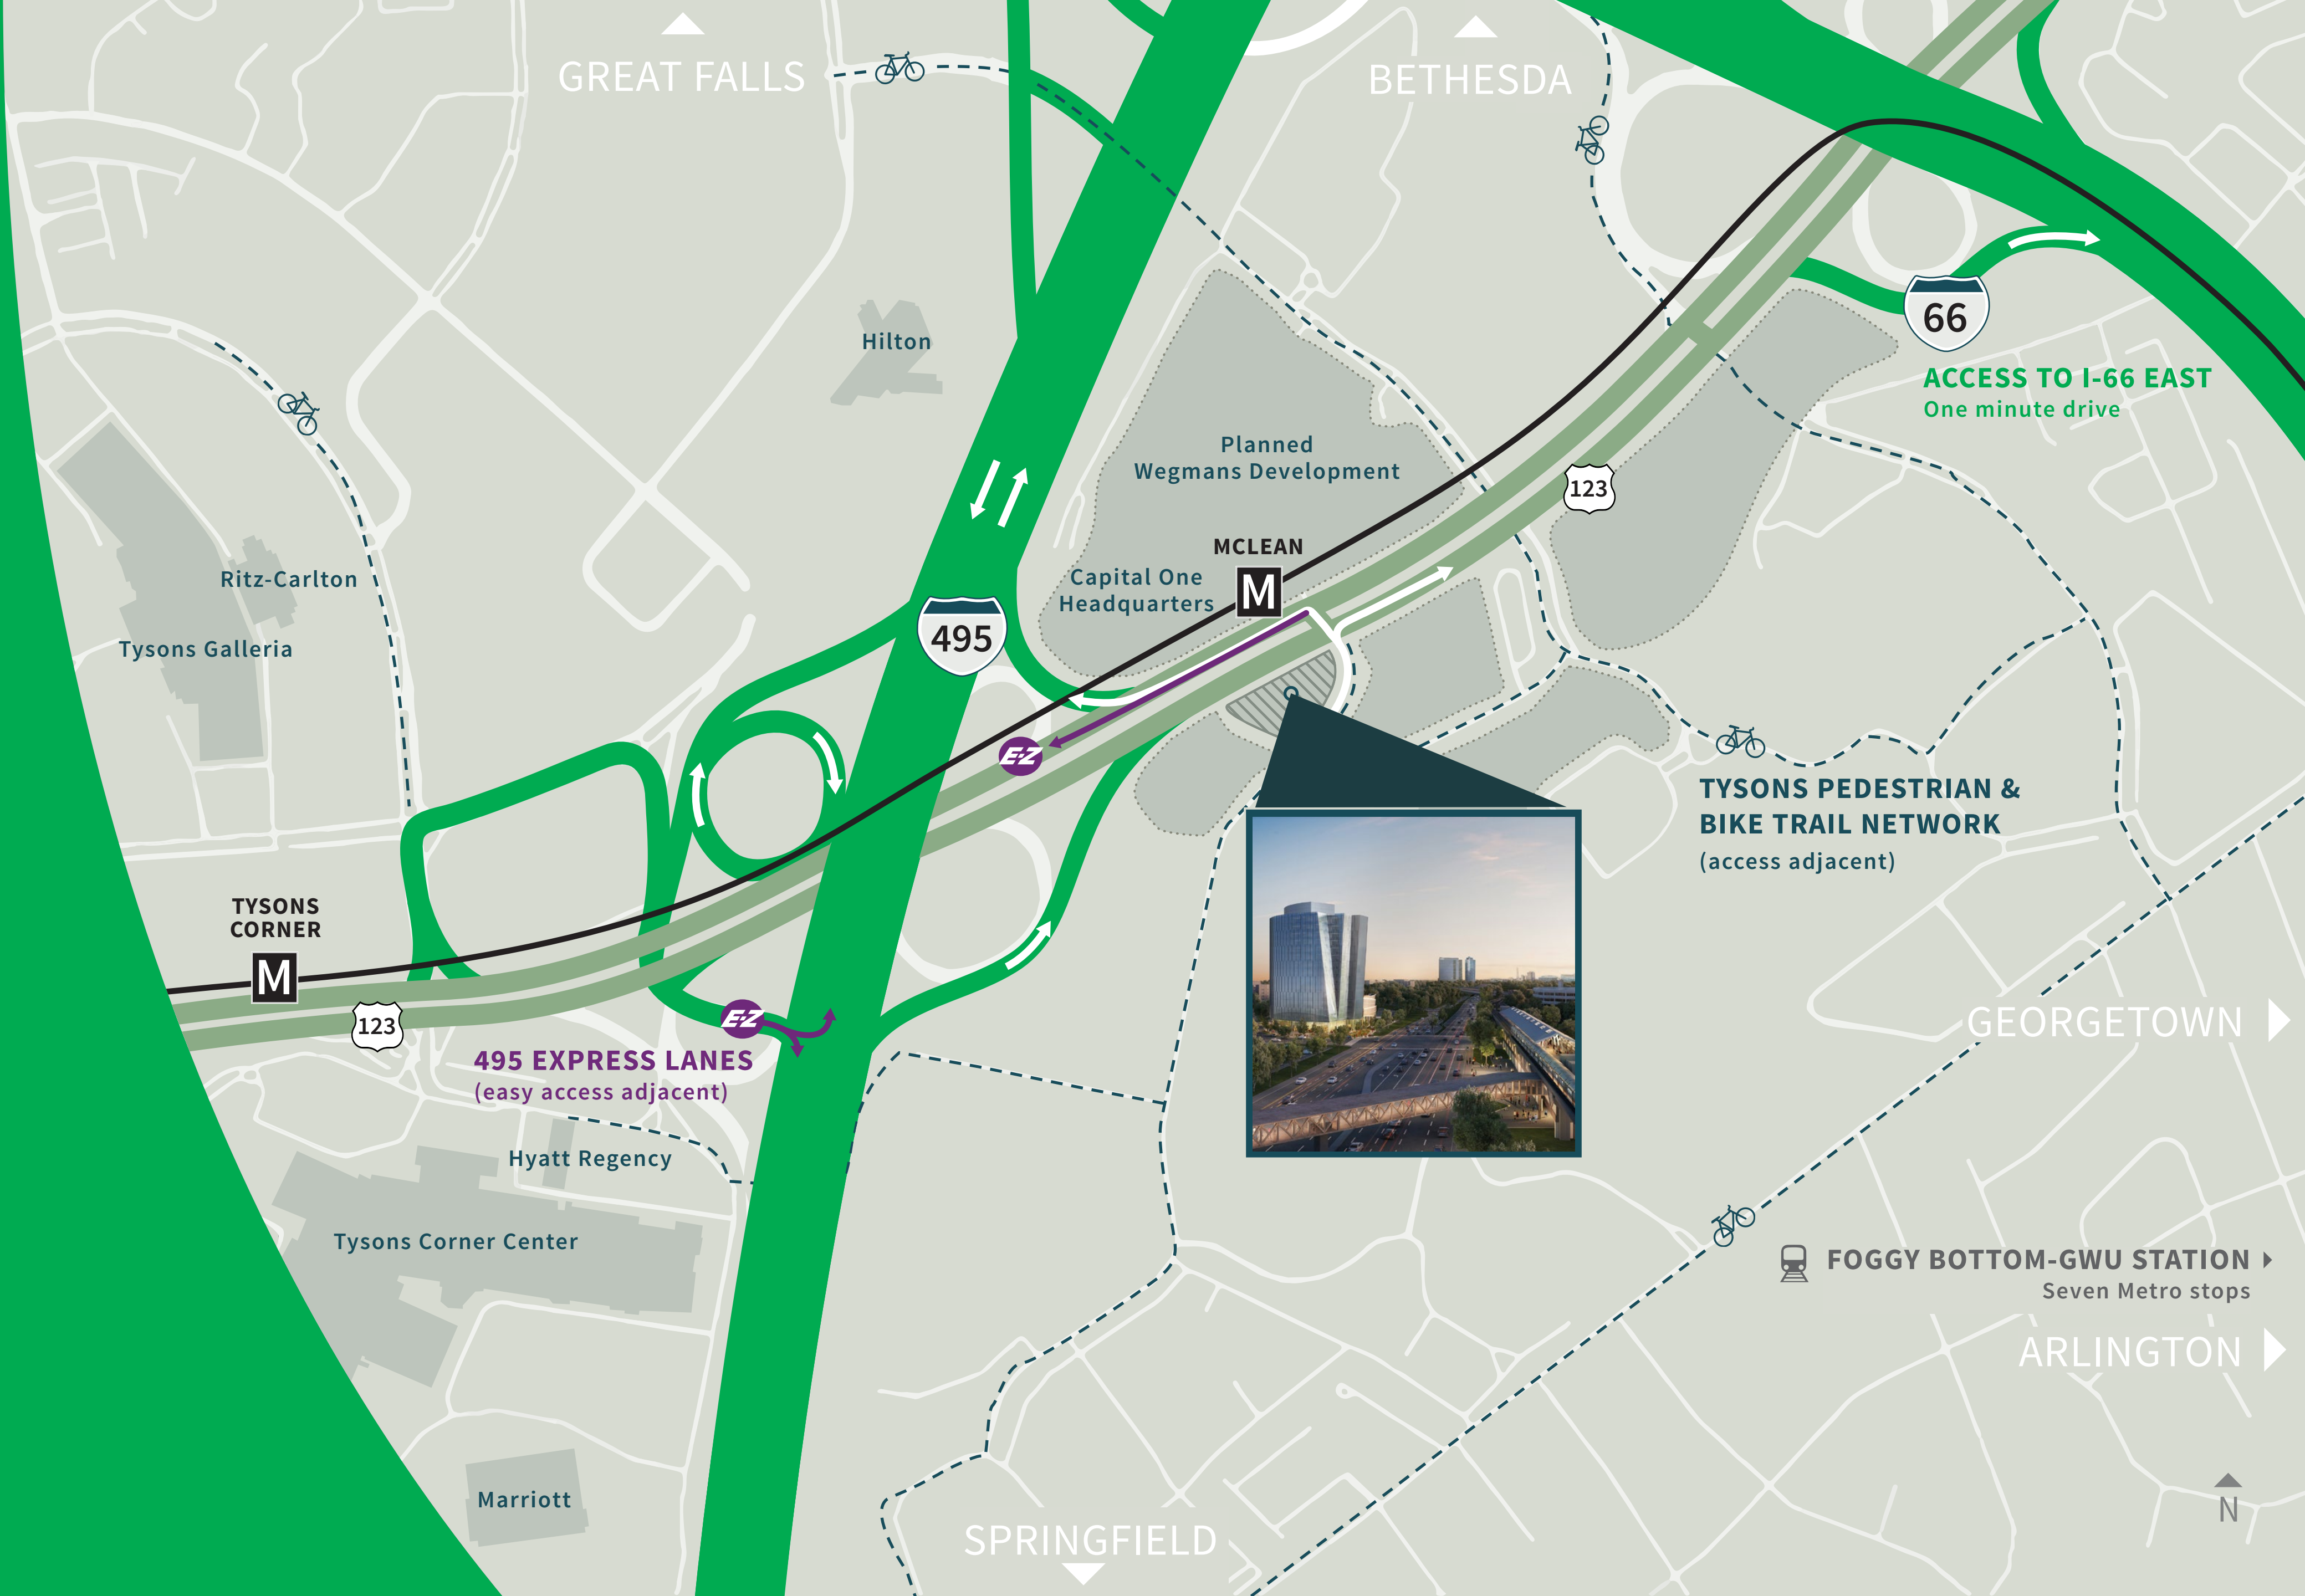 GREAT FALLS
BETHESDA
Hilton
66
ACCESS TO I-66 EAST
One minute drive
Planned
Wegmans Development
123
MCLEAN
M
Capital One
Headquarters
495
Ritz-Carlton
Tysons Galleria
E-Z
TYSONS PEDESTRIAN &
BIKE TRAIL NETWORK
(access adjacent)
TYSONS
CORNER
M
123
E-Z
495 EXPRESS LANES
(easy access adjacent)
GEORGETOWN
Hyatt Regency
Tysons Corner Center
FOGGY BOTTOM-GWU STATION
Seven Metro stops
ARLINGTON
Marriott
SPRINGFIELD
N